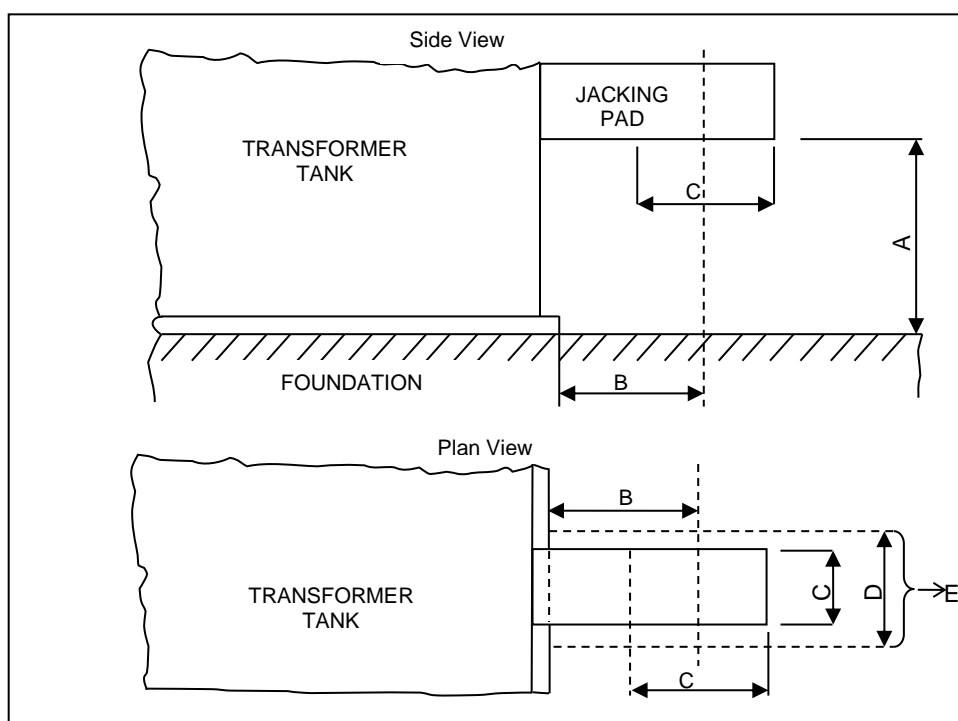 Side View
JACKING
PAD
TRANSFORMER
TANK
C
A
FOUNDATION
B
Plan View
B
TRANSFORMER
TANK
C
D
E
C